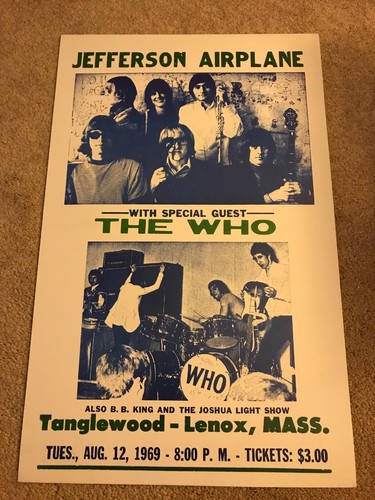 JEFFERSON AIRPLANE
WITH SPECIAL GUEST
THE WHO
WHO
ALSO B. B. KING AND THE JOSHUA LIGHT SHOW
Tanglewood - Lenox, MASS.
TUES., AUG. 12, 1969 - 8:00 P. M. - TICKETS: $3.00